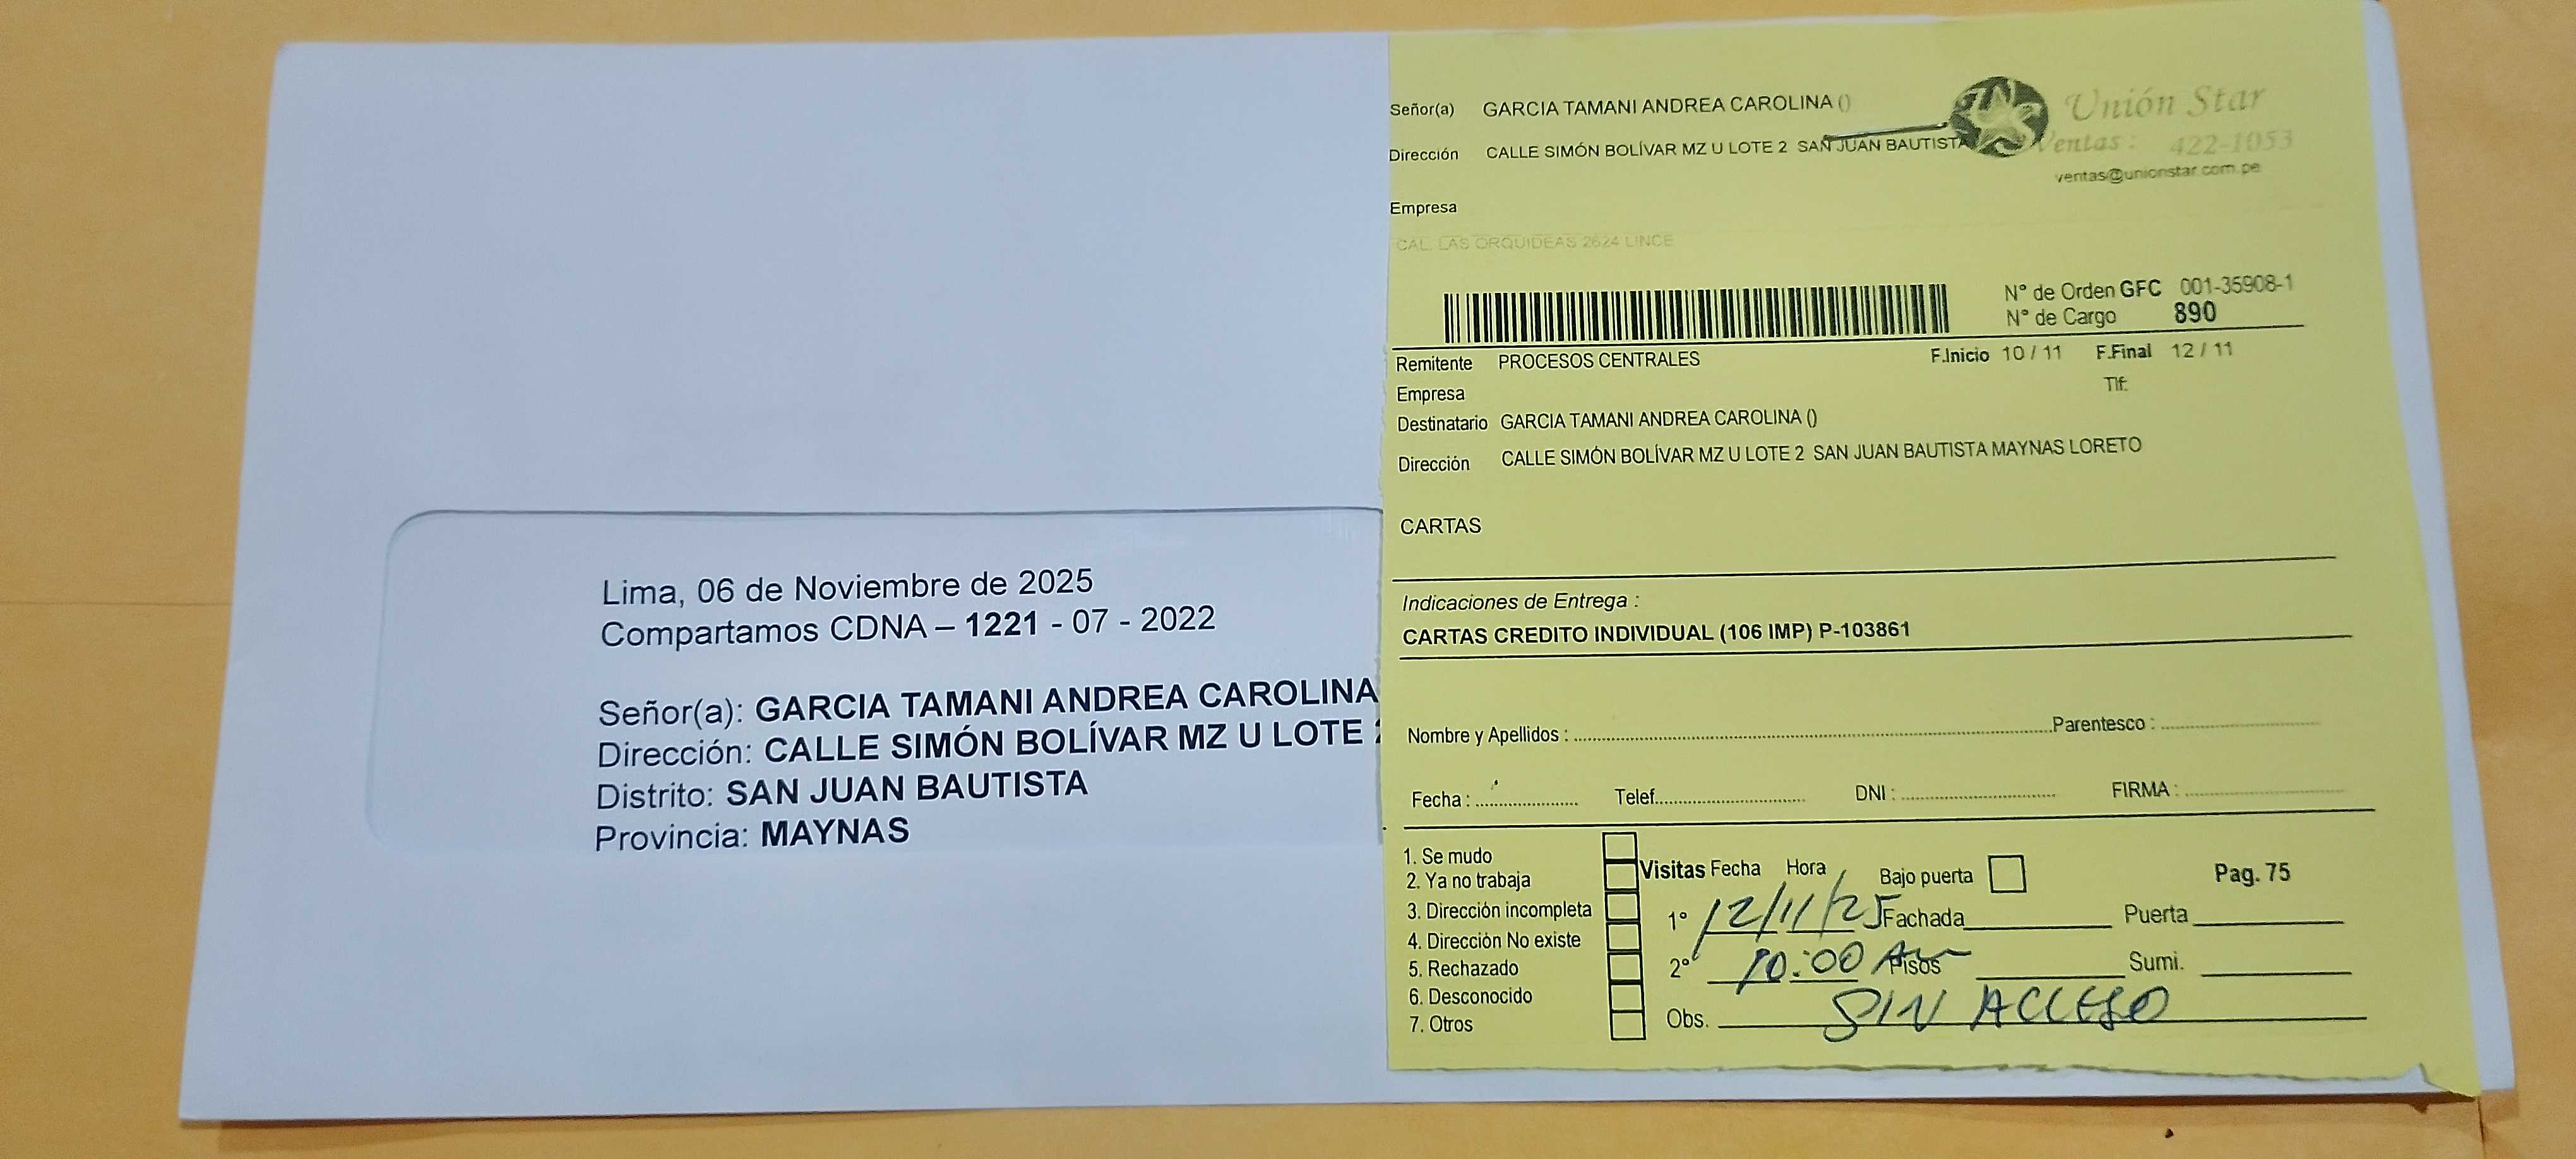 Lima, 06 de Noviembre de 2025
Compartamos CDNA – 1221 - 07 - 2022
Señor(a): GARCIA TAMANI ANDREA CAROLINA
Dirección: CALLE SIMÓN BOLÍVAR MZ U LOTE 2
Distrito: SAN JUAN BAUTISTA
Provincia: MAYNAS
Señor(a) GARCIA TAMANI ANDREA CAROLINA ()
Unión Star
Dirección CALLE SIMÓN BOLÍVAR MZ U LOTE 2 SAN JUAN BAUTISTA
Ventas : 422-1053
ventas@unionstar.com.pe
Empresa
CAL. LAS ORQUIDEAS 2624 LINCE
N° de Orden GFC 001-35908-1
N° de Cargo 890
Remitente PROCESOS CENTRALES F.Inicio 10 / 11 F.Final 12 / 11
Empresa Tlf:
Destinatario GARCIA TAMANI ANDREA CAROLINA ()
Dirección CALLE SIMÓN BOLÍVAR MZ U LOTE 2 SAN JUAN BAUTISTA MAYNAS LORETO
CARTAS
Indicaciones de Entrega :
CARTAS CREDITO INDIVIDUAL (106 IMP) P-103861
Nombre y Apellidos : Parentesco :
Fecha : Telef. DNI : FIRMA :
1. Se mudo
2. Ya no trabaja
3. Dirección incompleta
4. Dirección No existe
5. Rechazado
6. Desconocido
7. Otros
Visitas Fecha Hora Bajo puerta Pag. 75
1° 12/11/25 Fachada Puerta
2° 10:00 Am Pisos Sumi.
Obs. SIN ACCESO